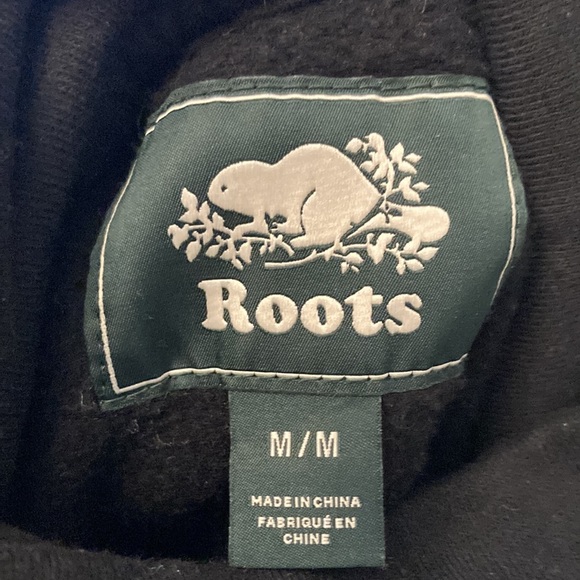 Roots
M/M
MADE IN CHINA
FABRIQUÉ EN
CHINE